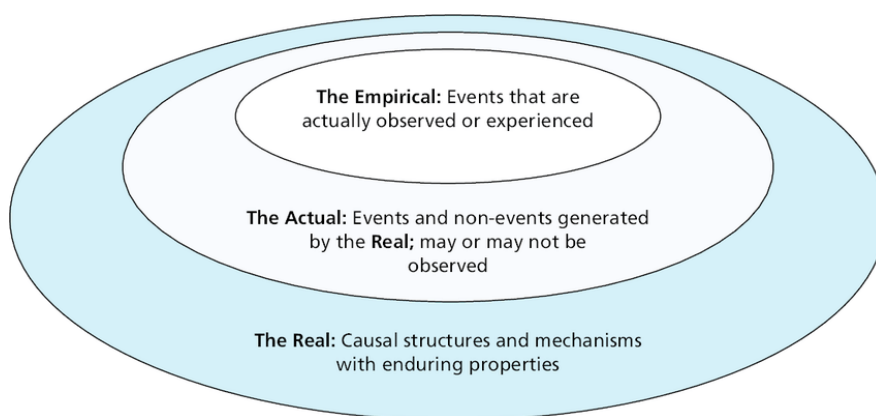 The Empirical: Events that are
actually observed or experienced
The Actual: Events and non-events generated
by the Real; may or may not be
observed
The Real: Causal structures and mechanisms
with enduring properties